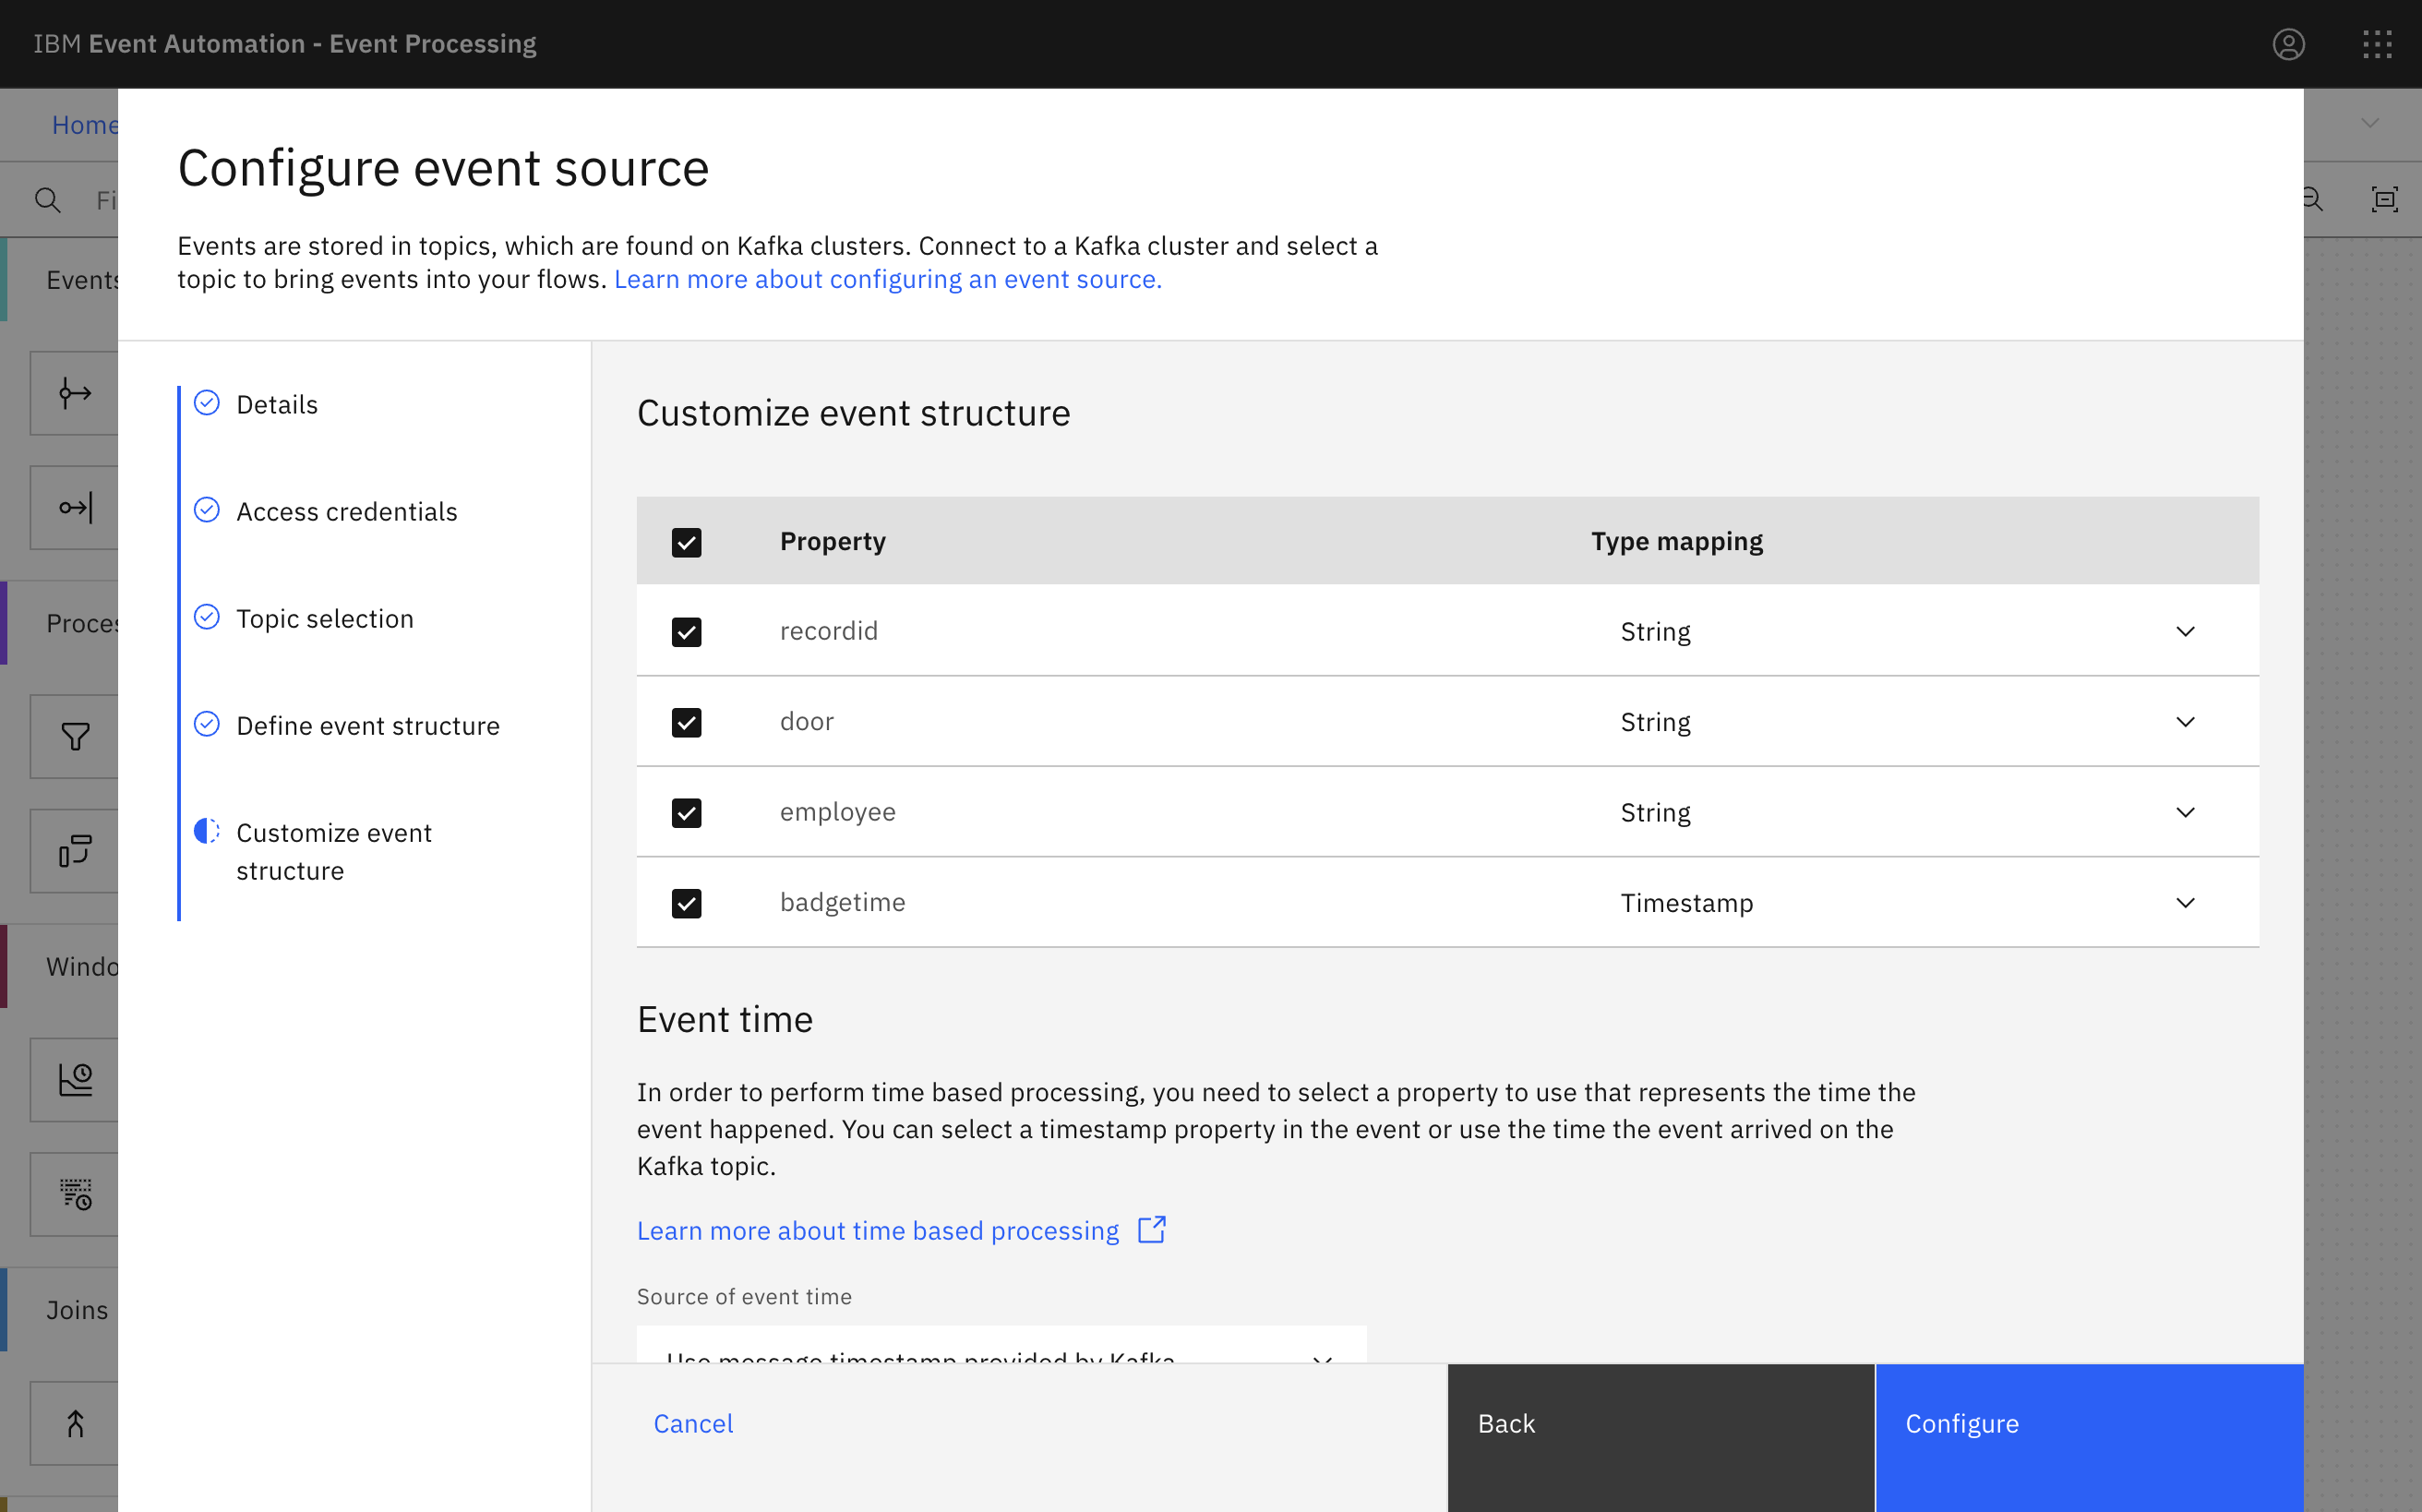 IBM Event Automation - Event Processing
Home
Configure event source
Fi
Events are stored in topics, which are found on Kafka clusters. Connect to a Kafka cluster and select a
topic to bring events into your flows. Learn more about configuring an event source.
Events
Proces
Windo
Joins
Details
Access credentials
Topic selection
Define event structure
Customize event
structure
Customize event structure
Property Type mapping
recordid String
door String
employee String
badgetime Timestamp
Event time
In order to perform time based processing, you need to select a property to use that represents the time the
event happened. You can select a timestamp property in the event or use the time the event arrived on the
Kafka topic.
Learn more about time based processing
Source of event time
Use message timestamp provided by Kafka
Cancel
Back
Configure